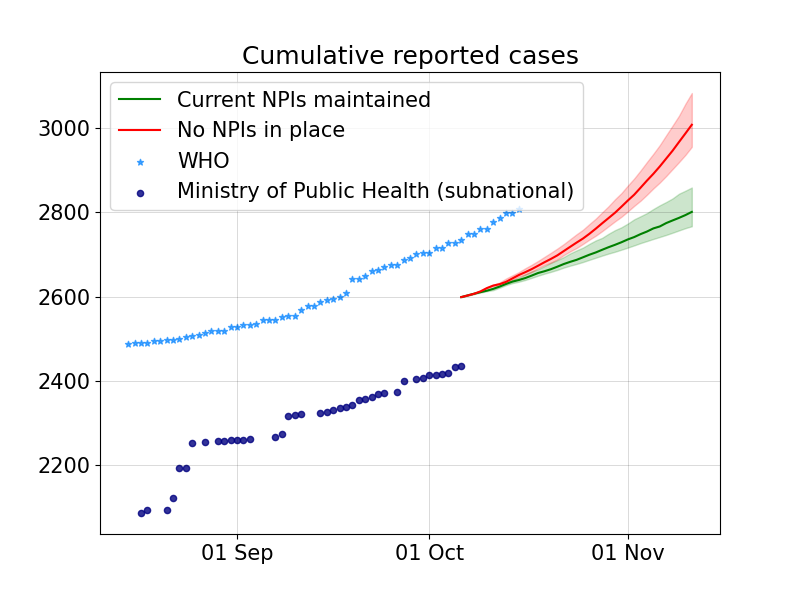 Cumulative reported cases
Current NPIs maintained
No NPIs in place
WHO
Ministry of Public Health (subnational)
3000
2800
2600
2400
2200
01 Sep
01 Oct
01 Nov